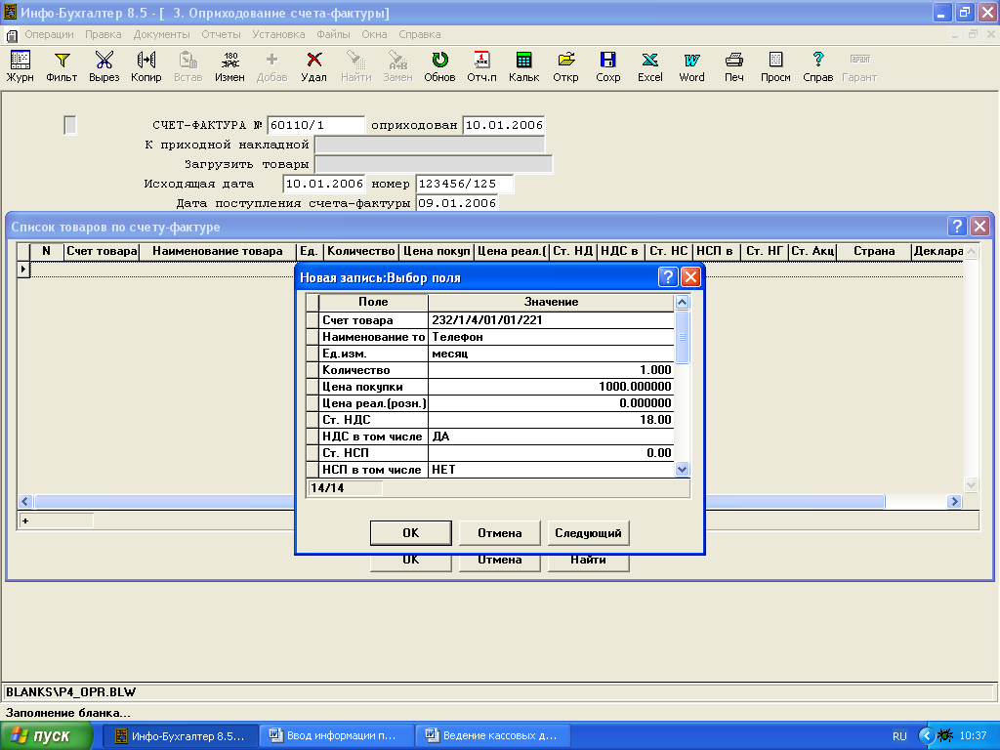 Инфо-Бухгалтер 8.5 - [  3. Оприходование счета-фактуры]
Операции Правка Документы Отчеты Установка Файлы Окна Справка
Журн Фильт Вырез Копир Встав Измен Добав Удал Найти Замен Обнов Отч.п Кальк Откр Сохр Excel Word Печ Просм Справ Гарант
СЧЕТ-ФАКТУРА № 60110/1 оприходован 10.01.2006
К приходной накладной
Загрузить товары
Исходящая дата 10.01.2006 номер 123456/125
Дата поступления счета-фактуры 09.01.2006
Список товаров по счету-фактуре
N Счет товара Наименование товара Ед. Количество Цена покуп Цена реал.( Ст. НД НДС в Ст. НС НСП в Ст. НГ Ст. Акц Страна Деклара
Новая запись:Выбор поля
Поле Значение
Счет товара 232/1/4/01/01/221
Наименование то Телефон
Ед.изм. месяц
Количество 1.000
Цена покупки 1000.000000
Цена реал.(розн.) 0.000000
Ст. НДС 18.00
НДС в том числе ДА
Ст. НСП 0.00
НСП в том числе НЕТ
14/14
+
ОК Отмена Следующий
ОК Отмена Найти
BLANKS\P4_OPR.BLW
Заполнение бланка...
пуск Инфо-Бухгалтер 8.5... Ввод информации п... Ведение кассовых д... RU 10:37